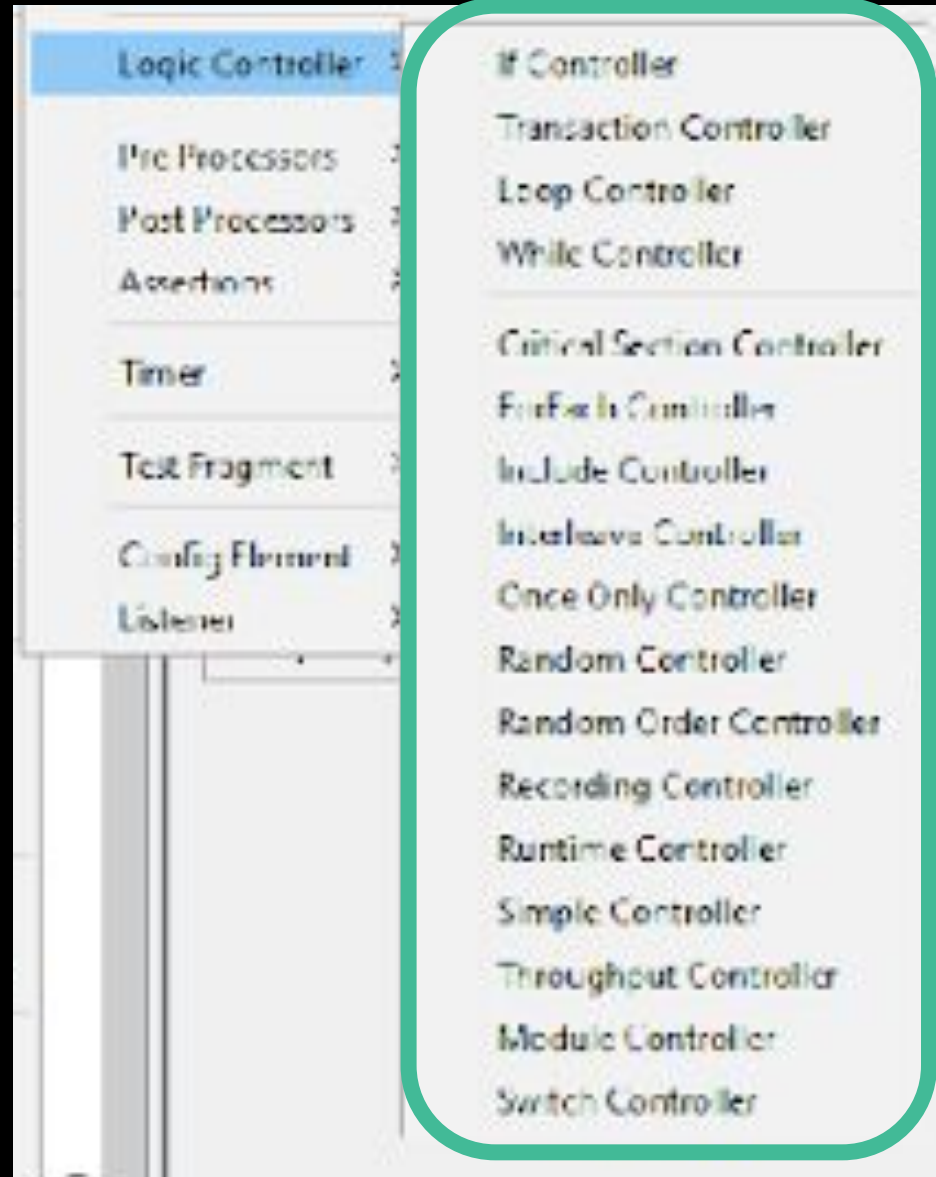 Logic Controller
Pre Processors
Post Processors
Assertions
Timer
Test Fragment
Config Element
Listener
If Controller
Transaction Controller
Loop Controller
While Controller
Critical Section Controller
ForEach Controller
Include Controller
Interleave Controller
Once Only Controller
Random Controller
Random Order Controller
Recording Controller
Runtime Controller
Simple Controller
Throughput Controller
Module Controller
Switch Controller